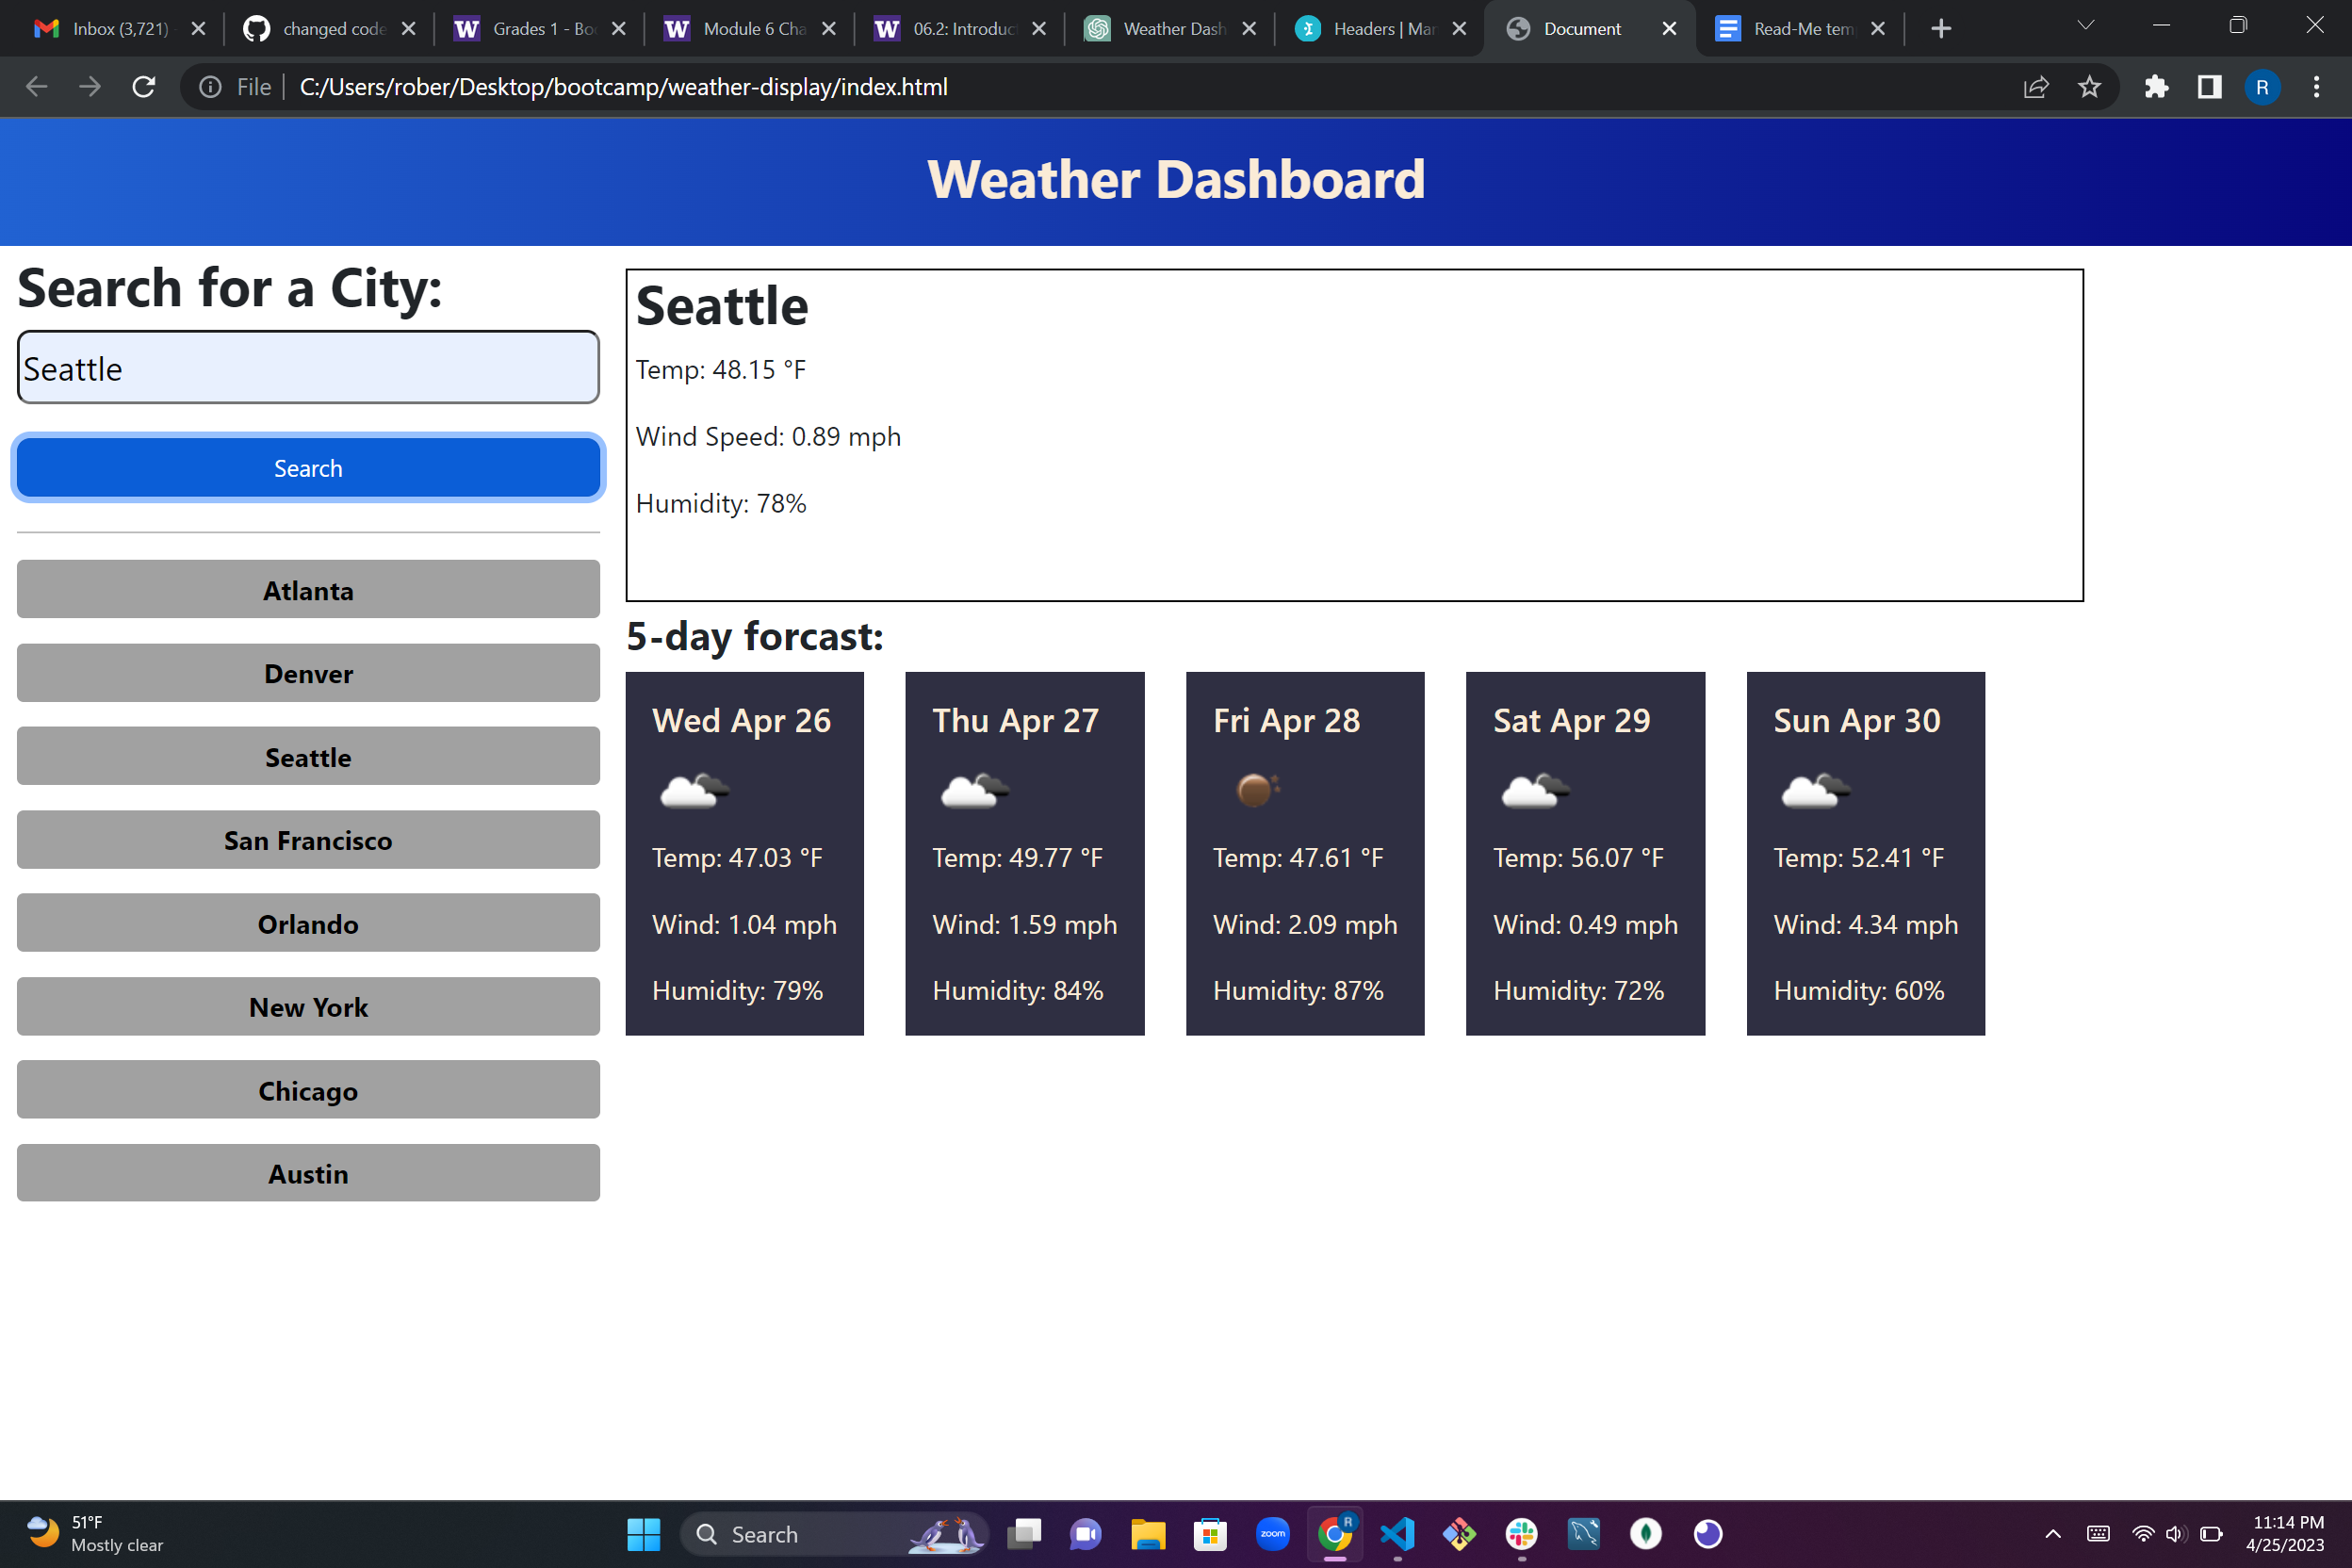 Inbox (3,721)
changed code
Grades 1 - Bo
Module 6 Cha
06.2: Introduc
Weather Dash
Headers | Mar
Document
Read-Me tem
File
C:/Users/rober/Desktop/bootcamp/weather-display/index.html
R
Weather Dashboard
Search for a City:
Seattle
Search
Atlanta
Denver
Seattle
San Francisco
Orlando
New York
Chicago
Austin
Seattle
Temp: 48.15 °F
Wind Speed: 0.89 mph
Humidity: 78%
5-day forcast:
Wed Apr 26
Temp: 47.03 °F
Wind: 1.04 mph
Humidity: 79%
Thu Apr 27
Temp: 49.77 °F
Wind: 1.59 mph
Humidity: 84%
Fri Apr 28
Temp: 47.61 °F
Wind: 2.09 mph
Humidity: 87%
Sat Apr 29
Temp: 56.07 °F
Wind: 0.49 mph
Humidity: 72%
Sun Apr 30
Temp: 52.41 °F
Wind: 4.34 mph
Humidity: 60%
51°F
Mostly clear
Search
zoom
R
11:14 PM
4/25/2023